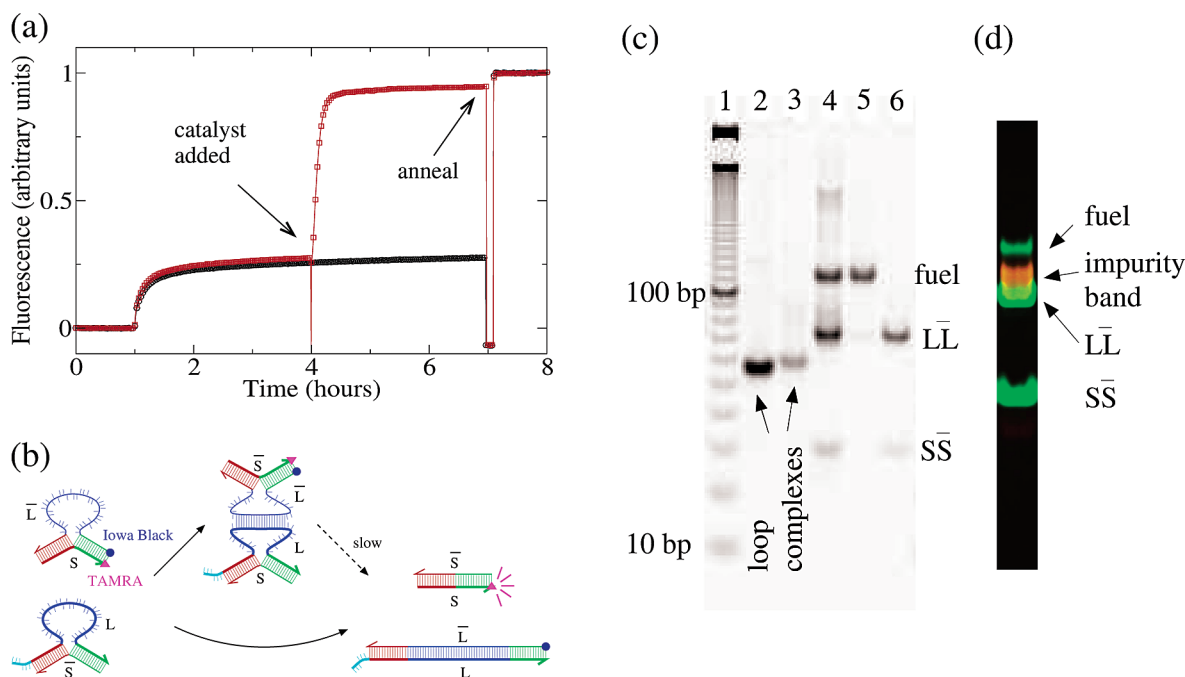 (a)
Fluorescence (arbitrary units)
1
0.5
0
catalyst
added
anneal
0 2 4 6 8
Time (hours)
(b)
L̅
S
Iowa Black
TAMRA
L
S̅
S̅
L̅
L
S
slow
S̅
S
L̅
L
(c)
1 2 3 4 5 6
100 bp
10 bp
fuel
LL̅
SS̅
loop
complexes
(d)
fuel
impurity
band
LL̅
SS̅